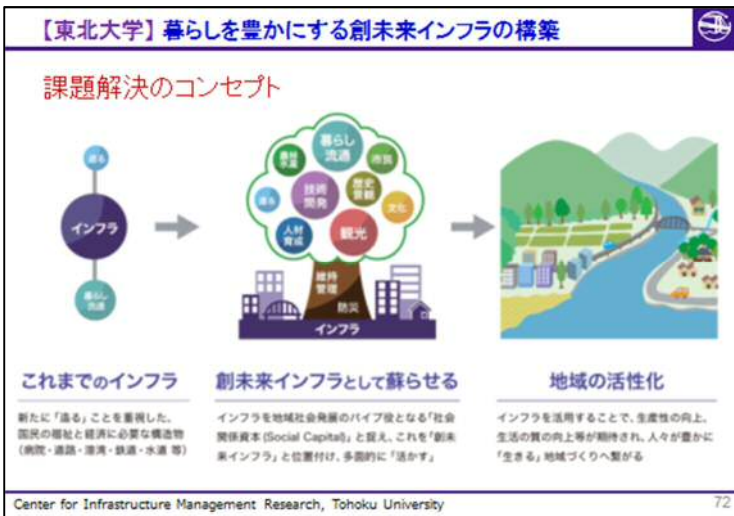 【東北大学】暮らしを豊かにする創未来インフラの構築
課題解決のコンセプト
造る
インフラ
暮らし
流通
暮らし
流通
農林
水産
市民
技術
開発
歴史
景観
造る
文化
人材
育成
観光
維持
管理
防災
インフラ
これまでのインフラ
新たに「造る」ことを重視した、
国民の福祉と経済に必要な構造物
(病院・道路・港湾・鉄道・水道 等)
創未来インフラとして蘇らせる
インフラを地域社会発展のパイプ役となる「社会
関係資本(Social Capital)」と捉え、これを「創未
来インフラ」と位置付け、多面的に「活かす」
地域の活性化
インフラを活用することで、生産性の向上、
生活の質の向上等が期待され、人々が豊かに
「生きる」地域づくりへ繋がる
Center for Infrastructure Management Research, Tohoku University
72